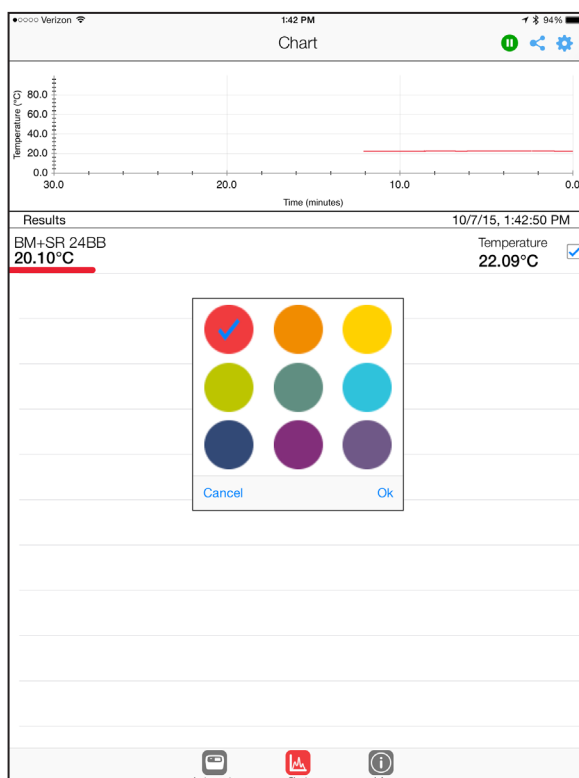 ●○○○○ Verizon 1:42 PM 94%
Chart
Temperature (°C)
80.0
60.0
40.0
20.0
0.0
30.0 20.0 10.0 0.0
Time (minutes)
Results 10/7/15, 1:42:50 PM
BM+SR 24BB Temperature
20.10°C 22.09°C
Cancel Ok